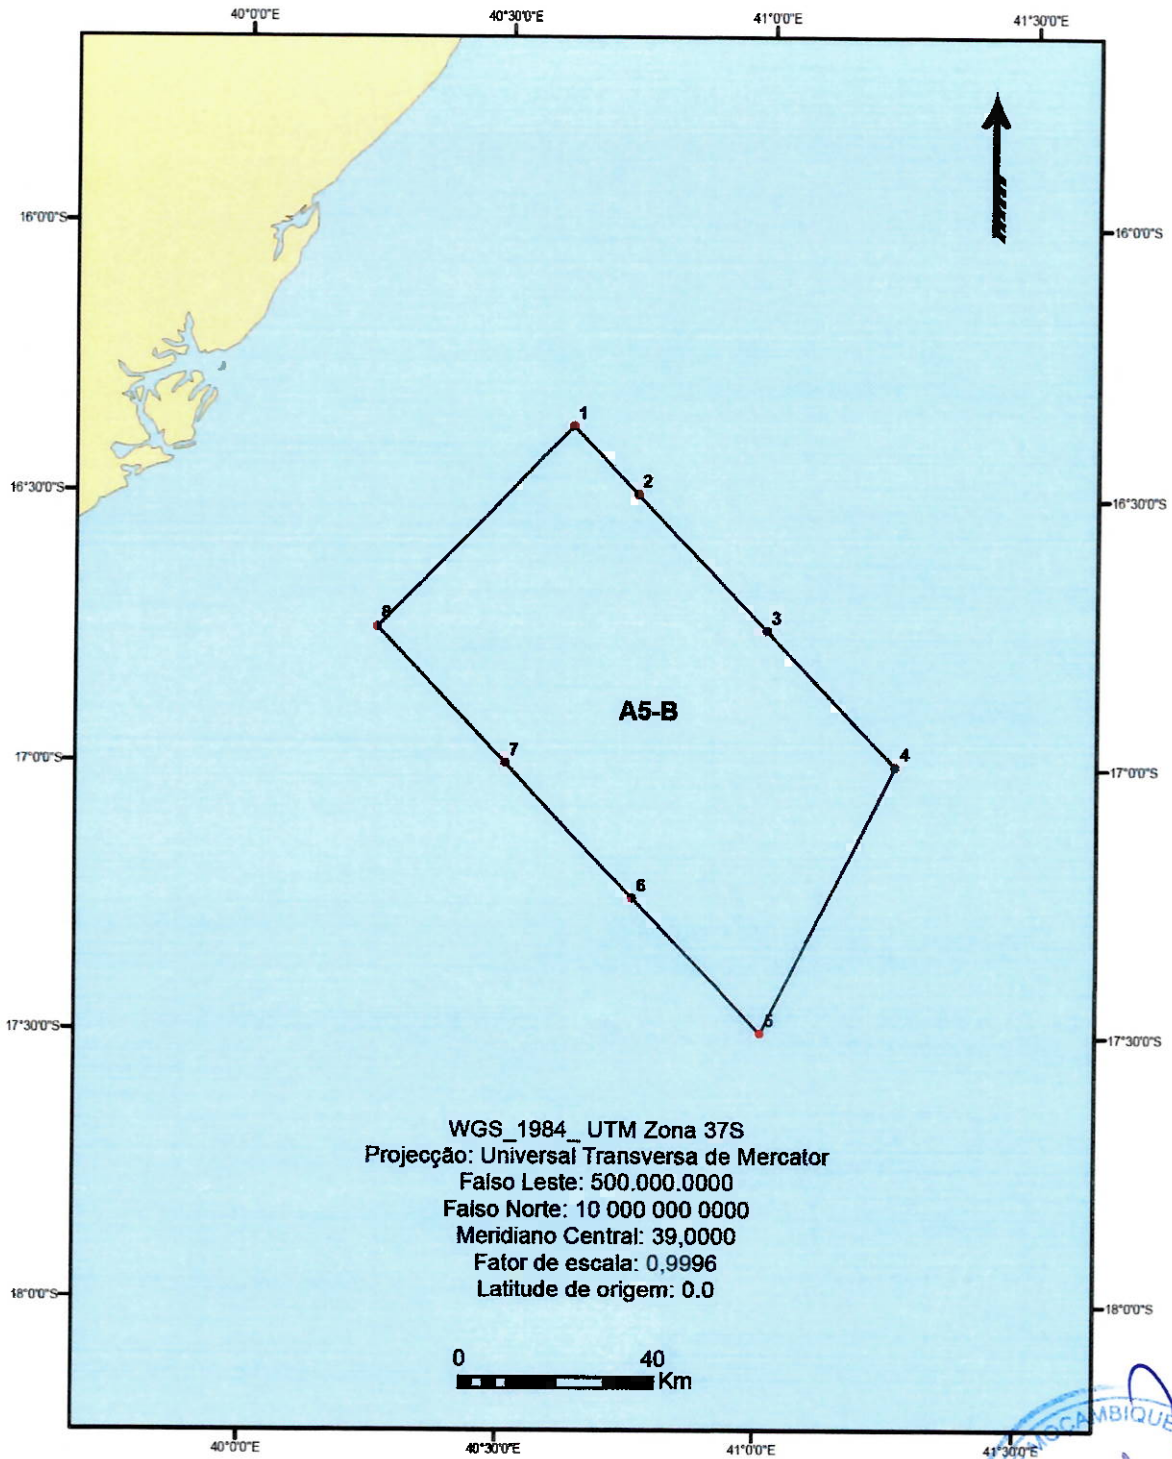 40°0'0"E 40°30'0"E 41°0'0"E 41°30'0"E
16°0'0"S 16°0'0"S
1
2
16°30'0"S 16°30'0"S
8
3
A5-B
7
4
17°0'0"S 17°0'0"S
6
5
17°30'0"S 17°30'0"S
WGS_1984_ UTM Zona 37S
Projecção: Universal Transversa de Mercator
Falso Leste: 500.000.0000
Falso Norte: 10 000 000 0000
Meridiano Central: 39,0000
Fator de escala: 0,9996
Latitude de origem: 0.0
18°0'0"S 18°0'0"S
0 40
Km
MOÇAMBIQUE
40°0'0"E 40°30'0"E 41°0'0"E 41°30'0"E